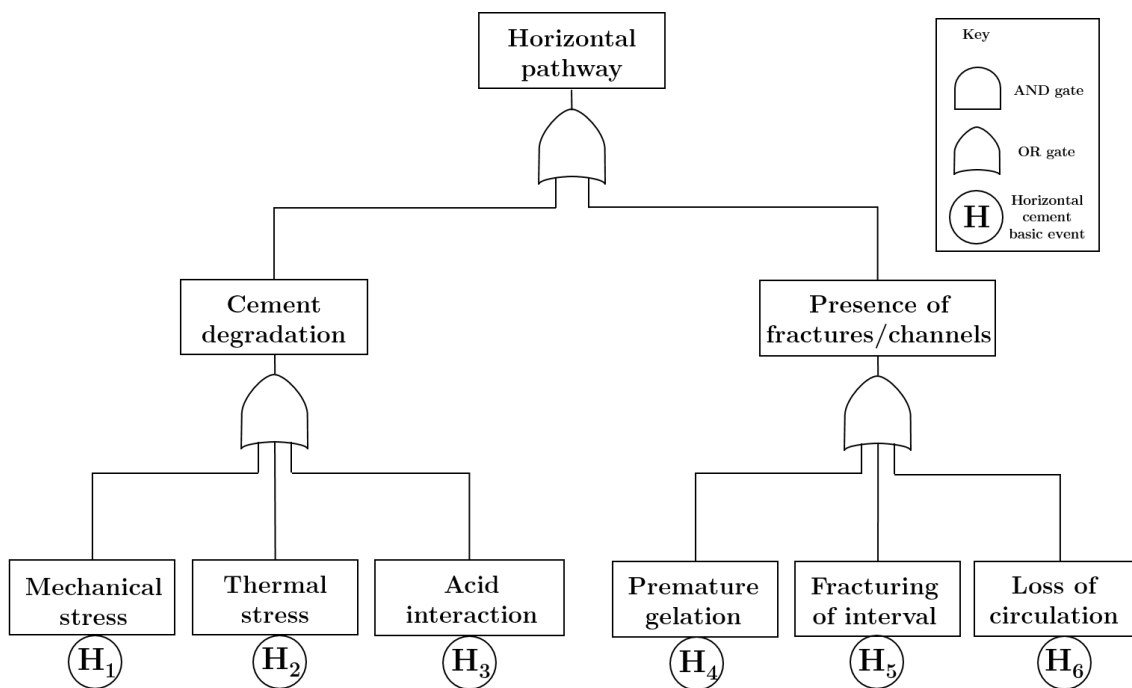 Horizontal
pathway
Key
AND gate
OR gate
H
Horizontal
cement
basic event
Cement
degradation
Presence of
fractures/channels
Mechanical
stress
Thermal
stress
Acid
interaction
Premature
gelation
Fracturing
of interval
Loss of
circulation
H₁
H₂
H₃
H₄
H₅
H₆